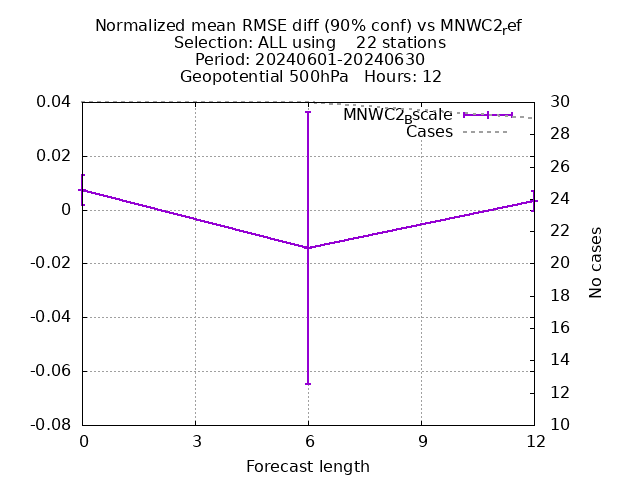 Normalized mean RMSE diff (90% conf) vs MNWC2ref
Selection: ALL using    22 stations
Period: 20240601-20240630
Geopotential 500hPa   Hours: 12
0.04
0.02
0
-0.02
-0.04
-0.06
-0.08
30
28
26
24
22
20
18
16
14
12
10
MNWC2Bscale
Cases
No cases
0 3 6 9 12
Forecast length